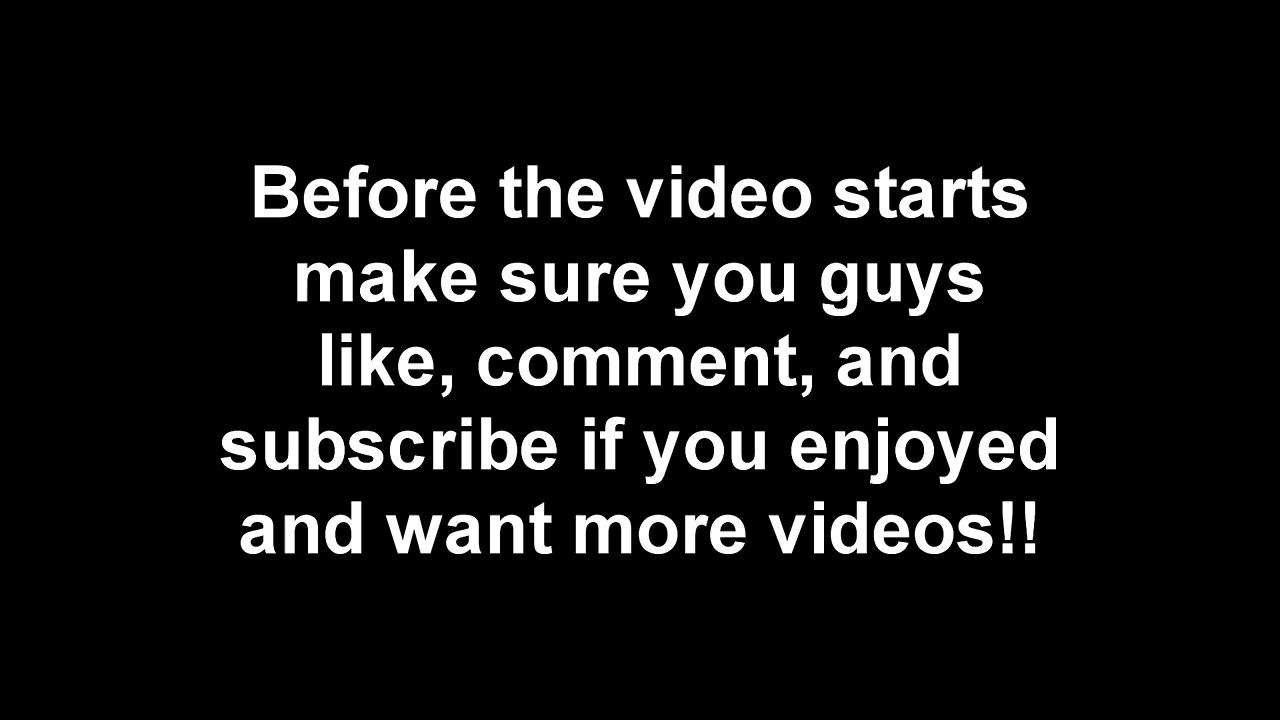 Before the video starts
make sure you guys
like, comment, and
subscribe if you enjoyed
and want more videos!!